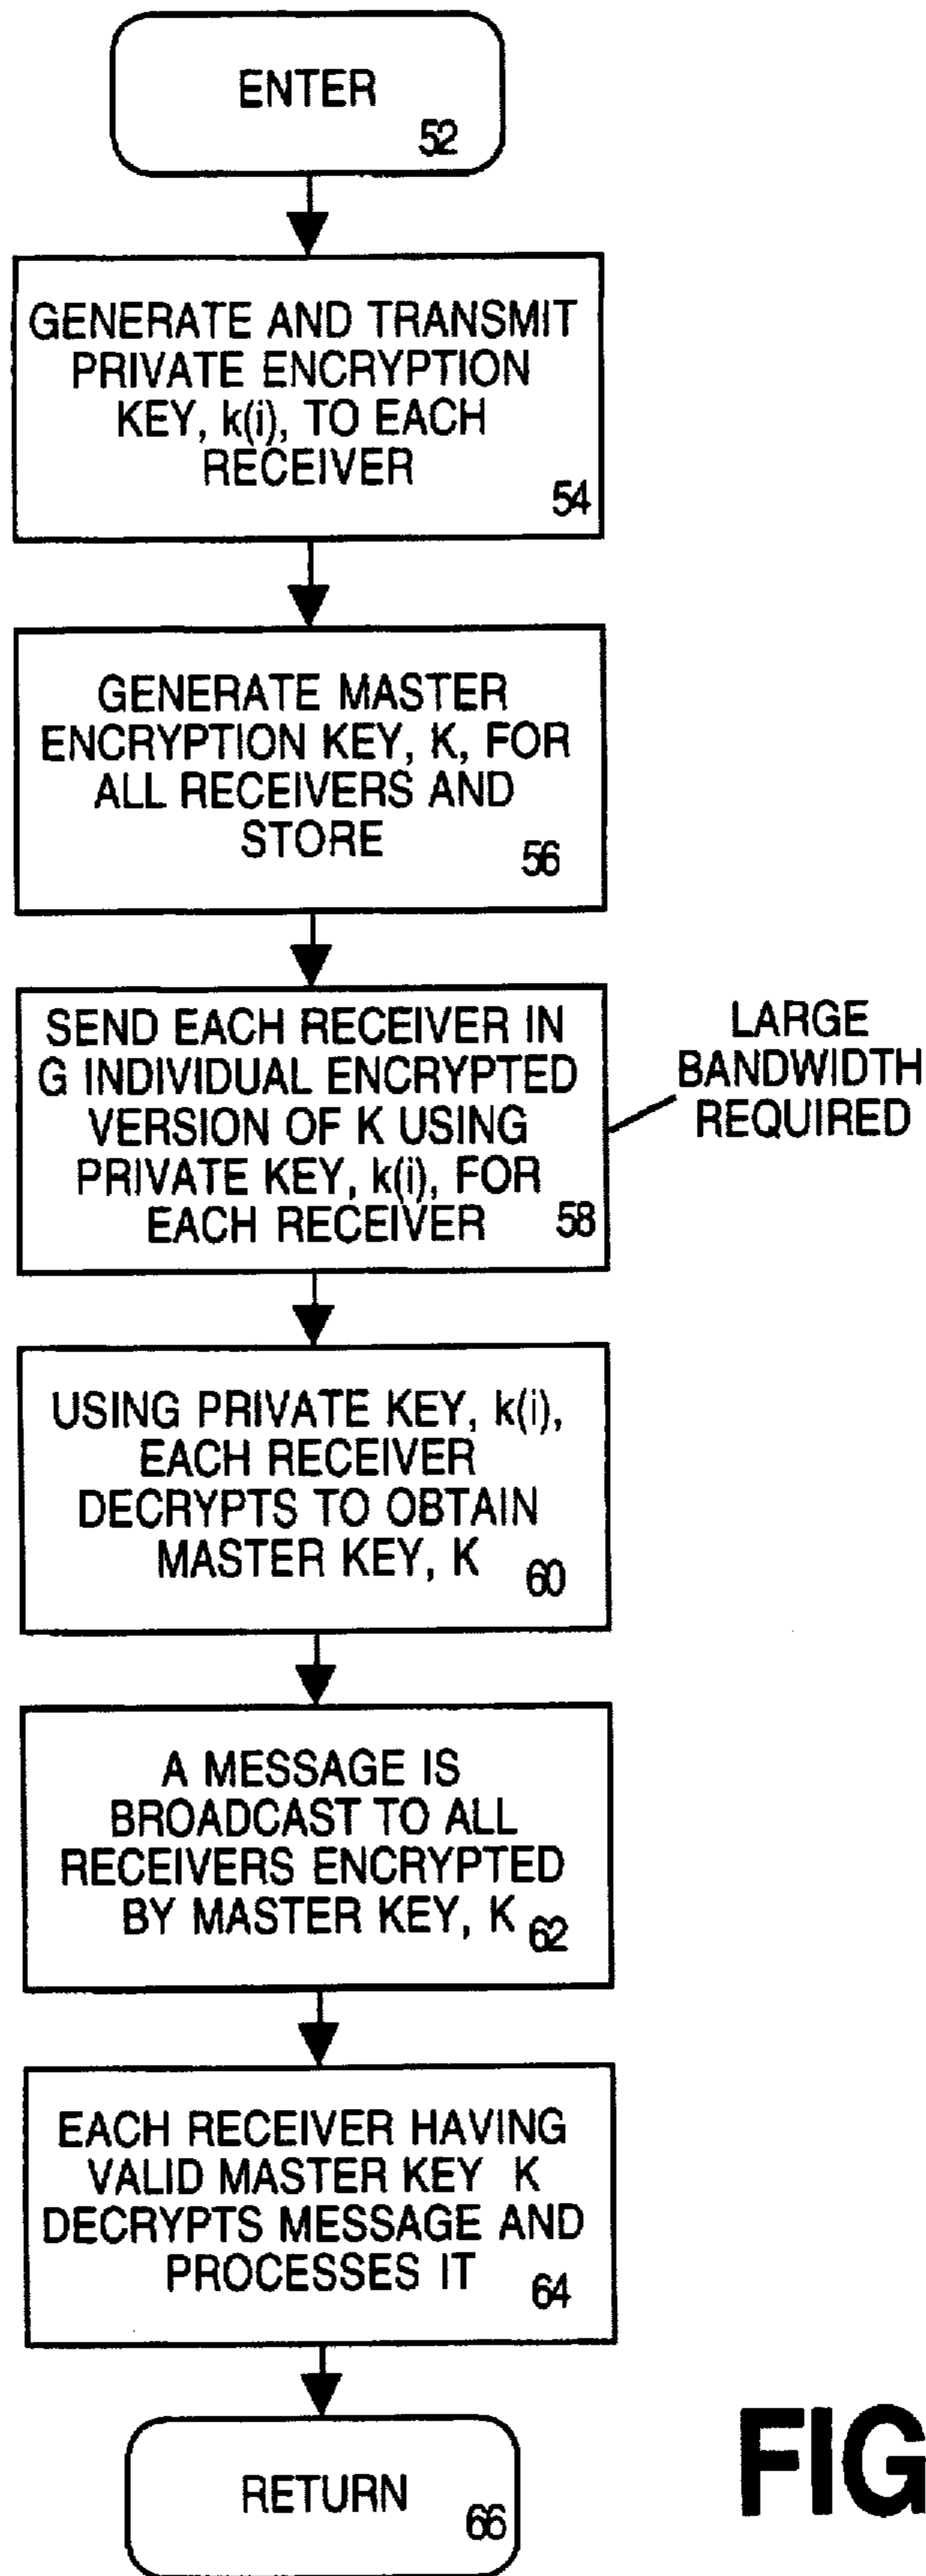 ENTER
52
GENERATE AND TRANSMIT
PRIVATE ENCRYPTION
KEY, k(i), TO EACH
RECEIVER
54
GENERATE MASTER
ENCRYPTION KEY, K, FOR
ALL RECEIVERS AND
STORE
56
SEND EACH RECEIVER IN
G INDIVIDUAL ENCRYPTED
VERSION OF K USING
PRIVATE KEY, k(i), FOR
EACH RECEIVER
58
LARGE
BANDWIDTH
REQUIRED
USING PRIVATE KEY, k(i),
EACH RECEIVER
DECRYPTS TO OBTAIN
MASTER KEY, K
60
A MESSAGE IS
BROADCAST TO ALL
RECEIVERS ENCRYPTED
BY MASTER KEY, K
62
EACH RECEIVER HAVING
VALID MASTER KEY K
DECRYPTS MESSAGE AND
PROCESSES IT
64
RETURN
66
FIG